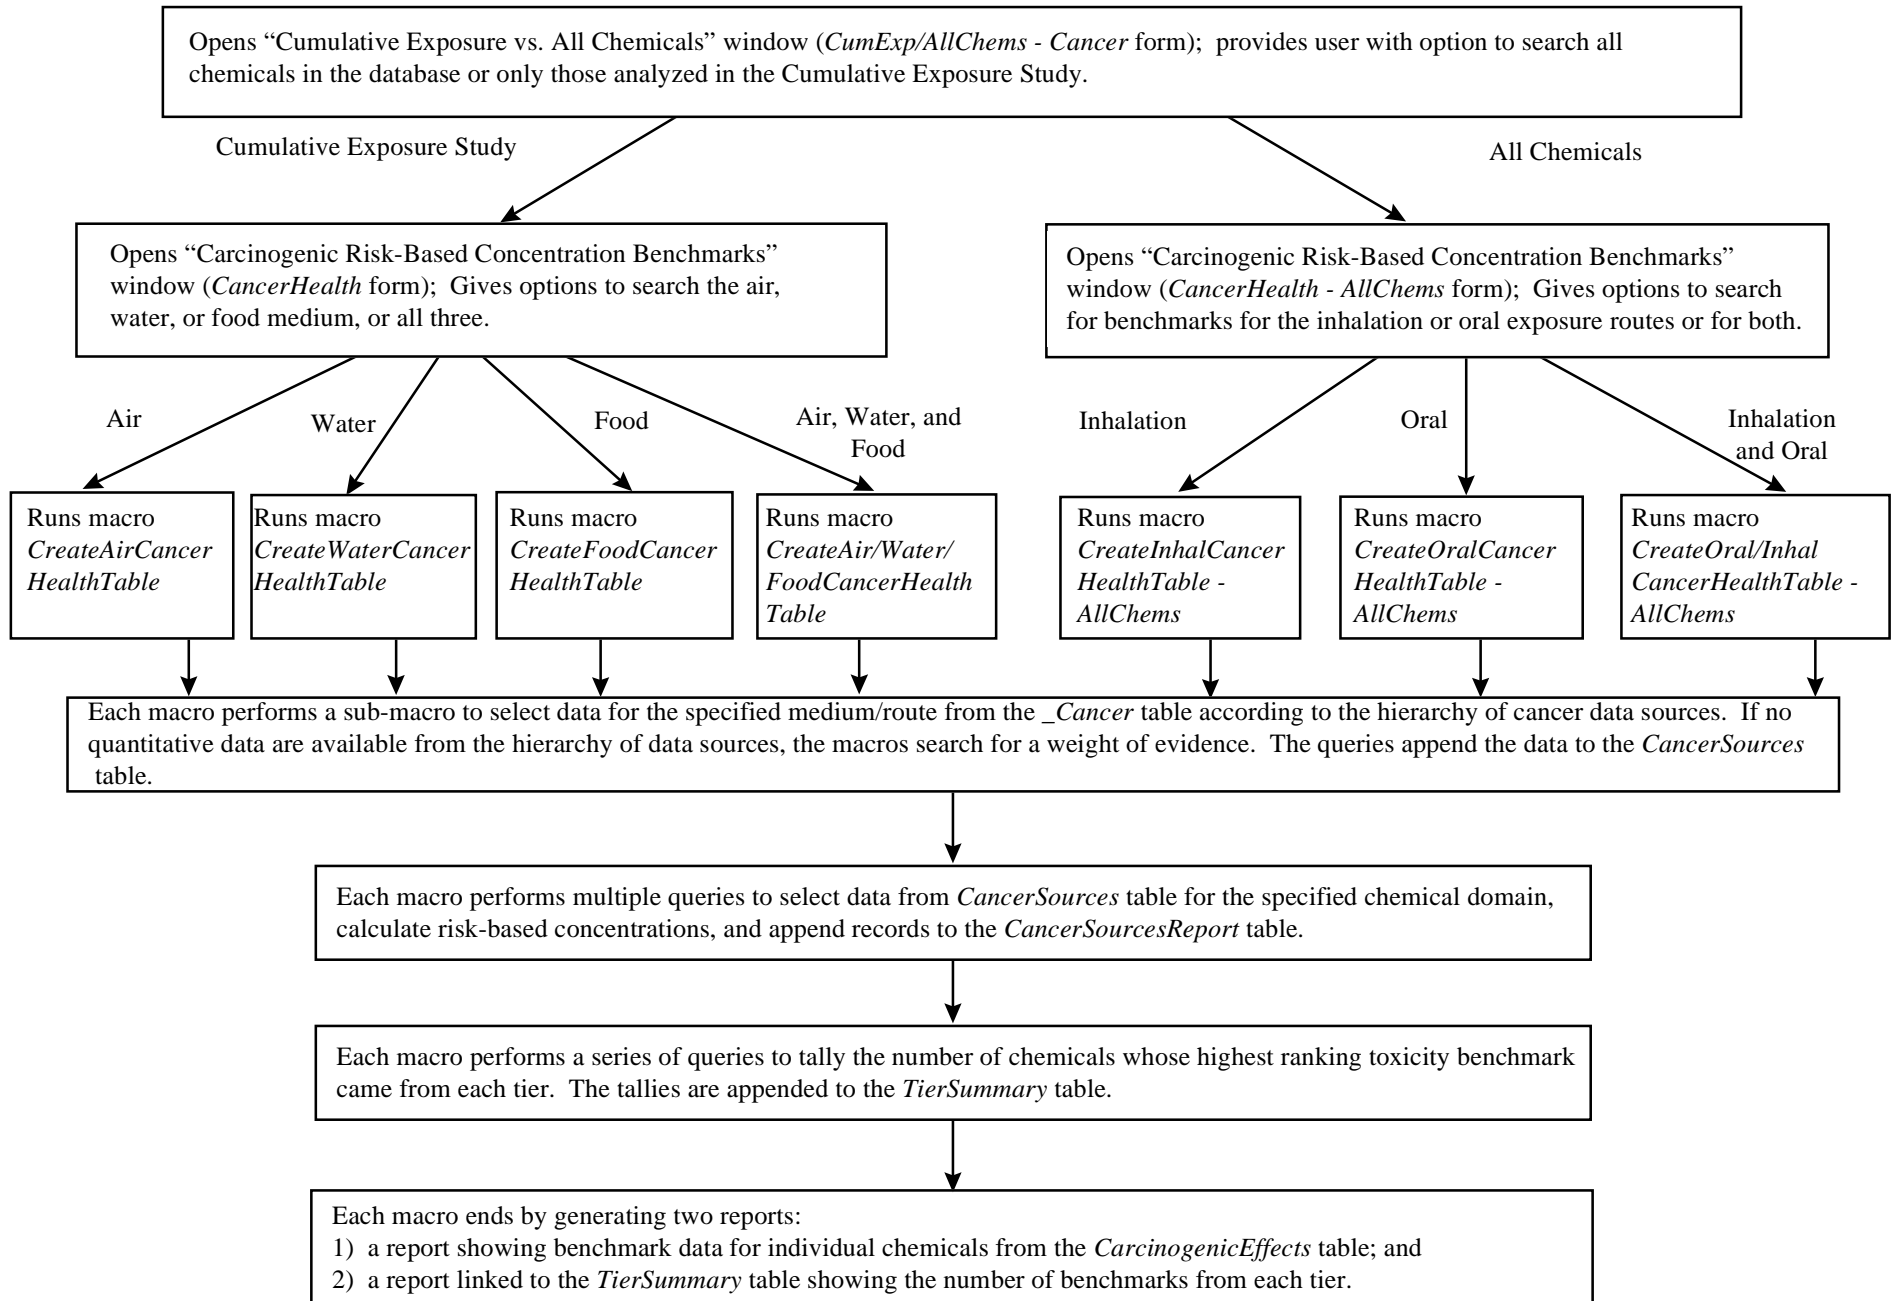 Opens “Cumulative Exposure vs. All Chemicals” window (CumExp/AllChems - Cancer form);  provides user with option to search all
chemicals in the database or only those analyzed in the Cumulative Exposure Study.
Cumulative Exposure Study
All Chemicals
Opens “Carcinogenic Risk-Based Concentration Benchmarks”
window (CancerHealth form);  Gives options to search the air,
water, or food medium, or all three.
Opens “Carcinogenic Risk-Based Concentration Benchmarks”
window (CancerHealth - AllChems form);  Gives options to search
for benchmarks for the inhalation or oral exposure routes or for both.
Air
Water
Food
Air, Water, and
Food
Inhalation
Oral
Inhalation
and Oral
Runs macro
CreateAirCancer
HealthTable
Runs macro
CreateWaterCancer
HealthTable
Runs macro
CreateFoodCancer
HealthTable
Runs macro
CreateAir/Water/
FoodCancerHealth
Table
Runs macro
CreateInhalCancer
HealthTable -
AllChems
Runs macro
CreateOralCancer
HealthTable -
AllChems
Runs macro
CreateOral/Inhal
CancerHealthTable -
AllChems
Each macro performs a sub-macro to select data for the specified medium/route from the _Cancer table according to the hierarchy of cancer data sources.  If no
quantitative data are available from the hierarchy of data sources, the macros search for a weight of evidence.  The queries append the data to the CancerSources
table.
Each macro performs multiple queries to select data from CancerSources table for the specified chemical domain,
calculate risk-based concentrations, and append records to the CancerSourcesReport table.
Each macro performs a series of queries to tally the number of chemicals whose highest ranking toxicity benchmark
came from each tier.  The tallies are appended to the TierSummary table.
Each macro ends by generating two reports:
1)  a report showing benchmark data for individual chemicals from the CarcinogenicEffects table; and
2)  a report linked to the TierSummary table showing the number of benchmarks from each tier.